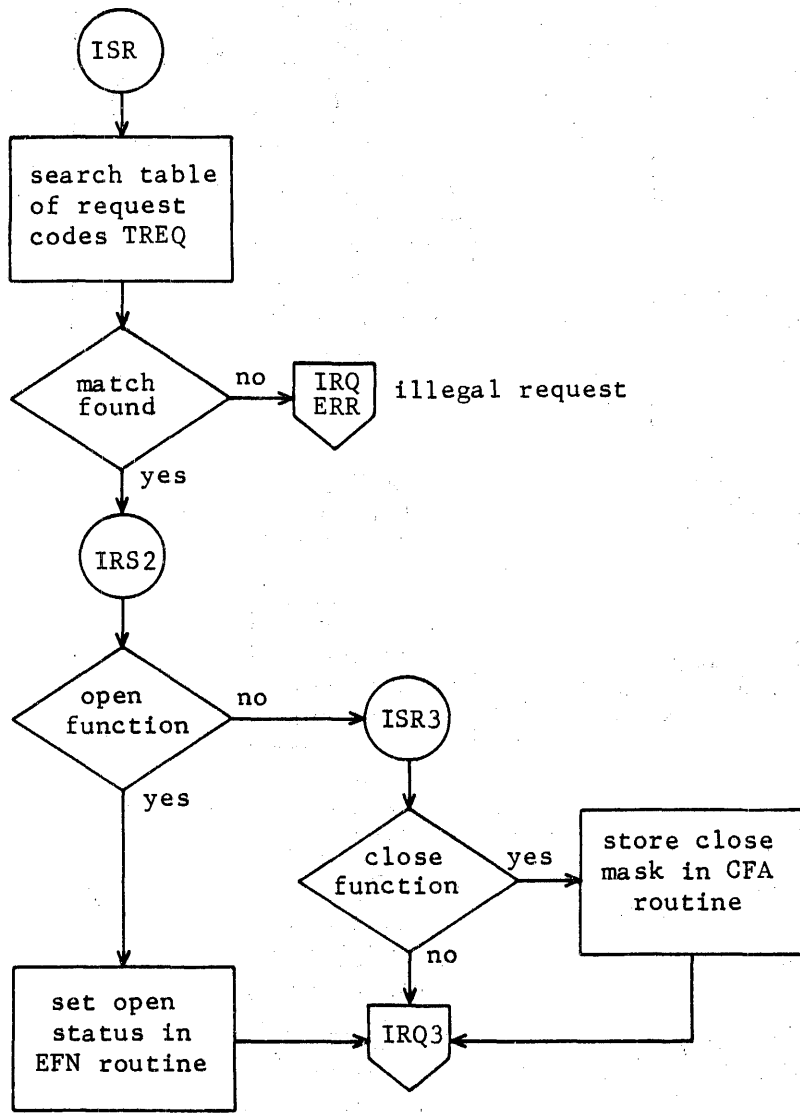 ISR
search table
of request
codes TREQ
match
found
no
IRQ
ERR
illegal request
yes
IRS2
open
function
no
ISR3
yes
close
function
yes
store close
mask in CFA
routine
no
set open
status in
EFN routine
IRQ3